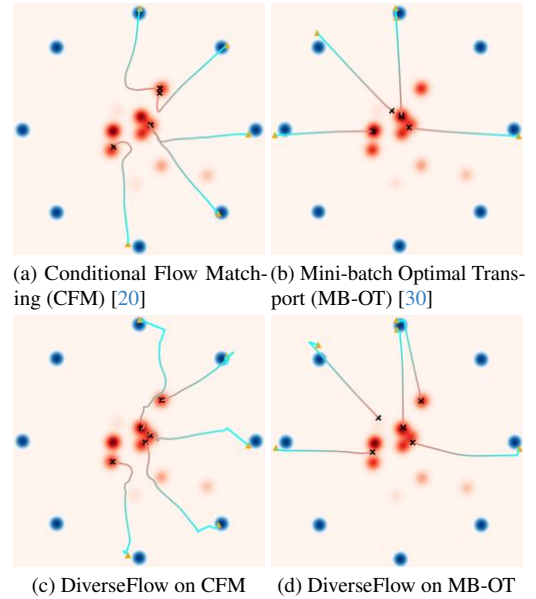 (a) Conditional Flow Match-
ing (CFM) [20]
(b) Mini-batch Optimal Trans-
port (MB-OT) [30]
(c) DiverseFlow on CFM
(d) DiverseFlow on MB-OT